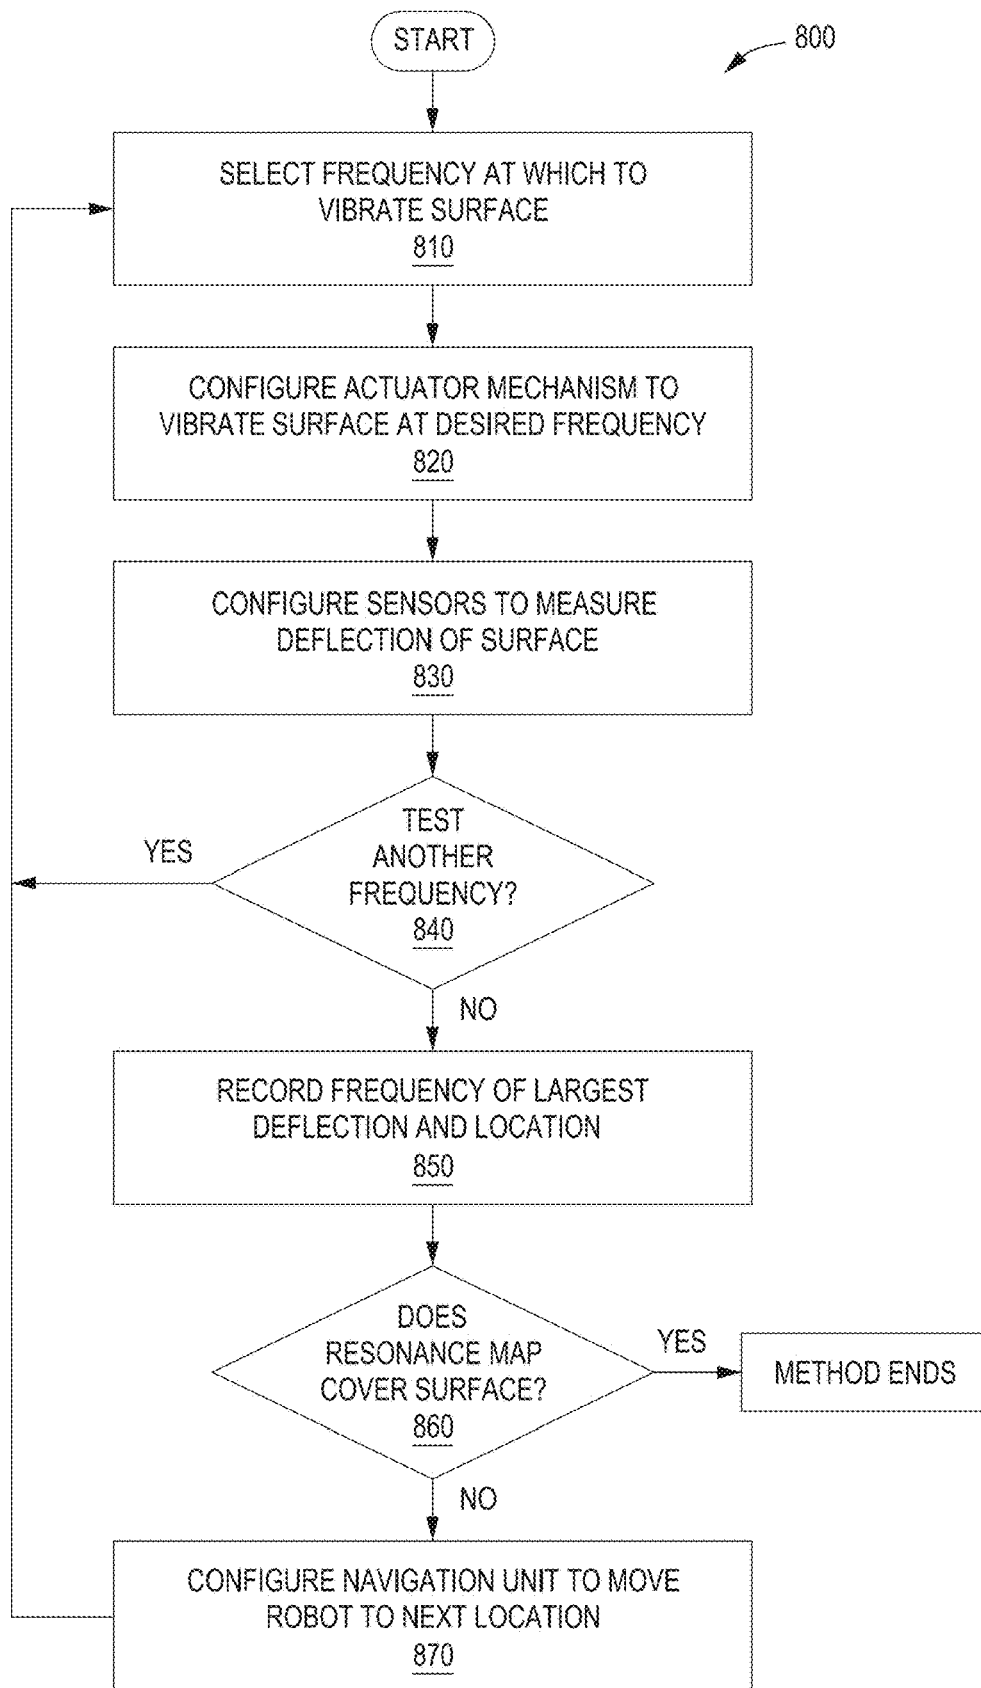 START
800
SELECT FREQUENCY AT WHICH TO
VIBRATE SURFACE
810
CONFIGURE ACTUATOR MECHANISM TO
VIBRATE SURFACE AT DESIRED FREQUENCY
820
CONFIGURE SENSORS TO MEASURE
DEFLECTION OF SURFACE
830
TEST
ANOTHER
FREQUENCY?
840
YES
NO
RECORD FREQUENCY OF LARGEST
DEFLECTION AND LOCATION
850
DOES
RESONANCE MAP
COVER SURFACE?
860
YES
METHOD ENDS
NO
CONFIGURE NAVIGATION UNIT TO MOVE
ROBOT TO NEXT LOCATION
870